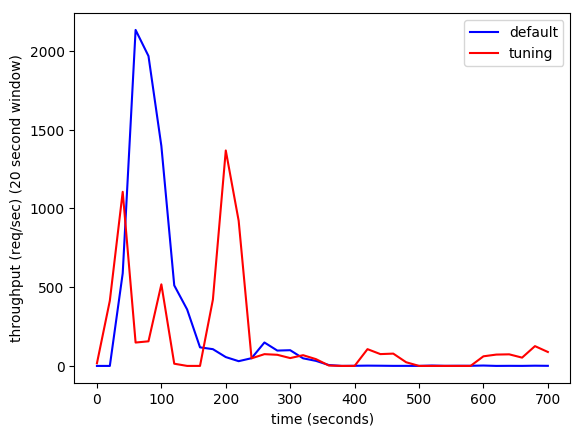 default
tuning
throughput (req/sec) (20 second window)
2000
1500
1000
500
0
0 100 200 300 400 500 600 700
time (seconds)